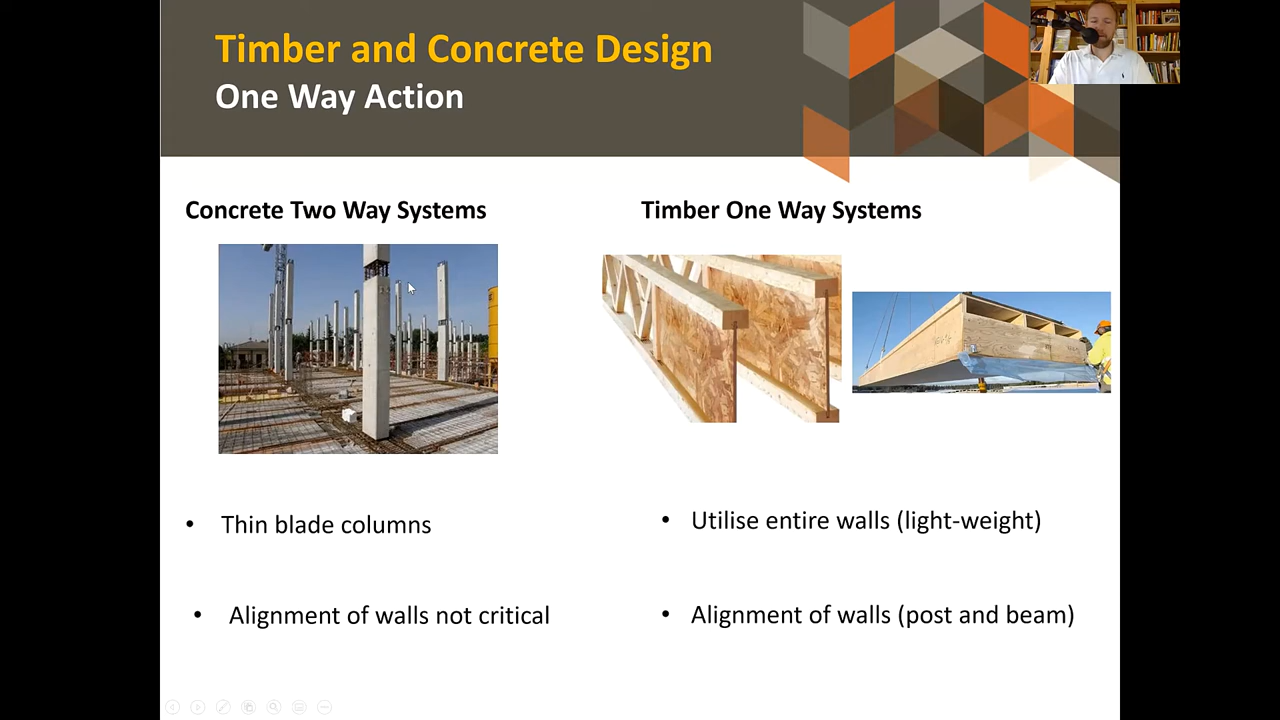 Timber and Concrete Design
One Way Action
Concrete Two Way Systems
Timber One Way Systems
• Thin blade columns
• Utilise entire walls (light-weight)
• Alignment of walls not critical
• Alignment of walls (post and beam)